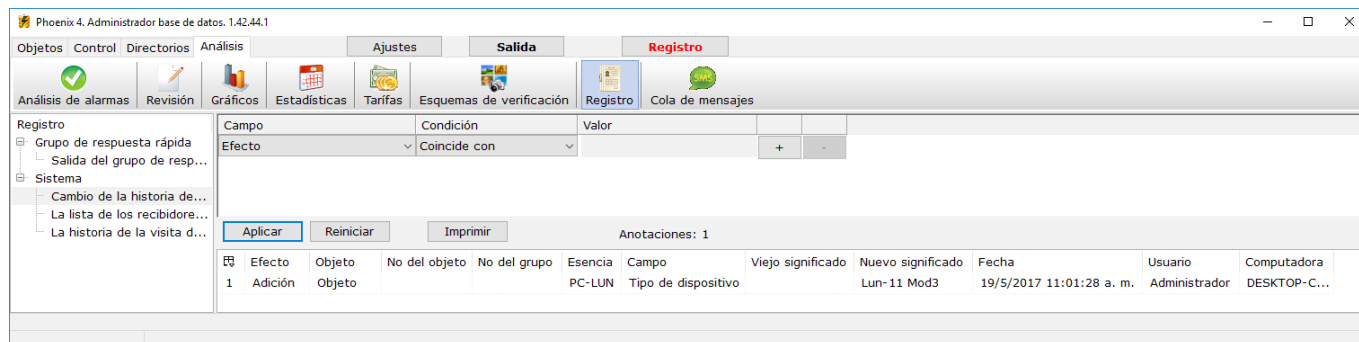 Phoenix 4. Administrador base de datos. 1.42.44.1
Objetos Control Directorios Análisis Ajustes Salida Registro
Análisis de alarmas Revisión Gráficos Estadísticas Tarifas Esquemas de verificación Registro SMS Cola de mensajes
Registro
Grupo de respuesta rápida
Salida del grupo de resp...
Sistema
Cambio de la historia de...
La lista de los recibidore...
La historia de la visita d...
Campo Condición Valor
Efecto Coincide con + -
Aplicar Reiniciar Imprimir Anotaciones: 1
Efecto Objeto No del objeto No del grupo Esencia Campo Viejo significado Nuevo significado Fecha Usuario Computadora
1 Adición Objeto PC-LUN Tipo de dispositivo Lun-11 Mod3 19/5/2017 11:01:28 a. m. Administrador DESKTOP-C...